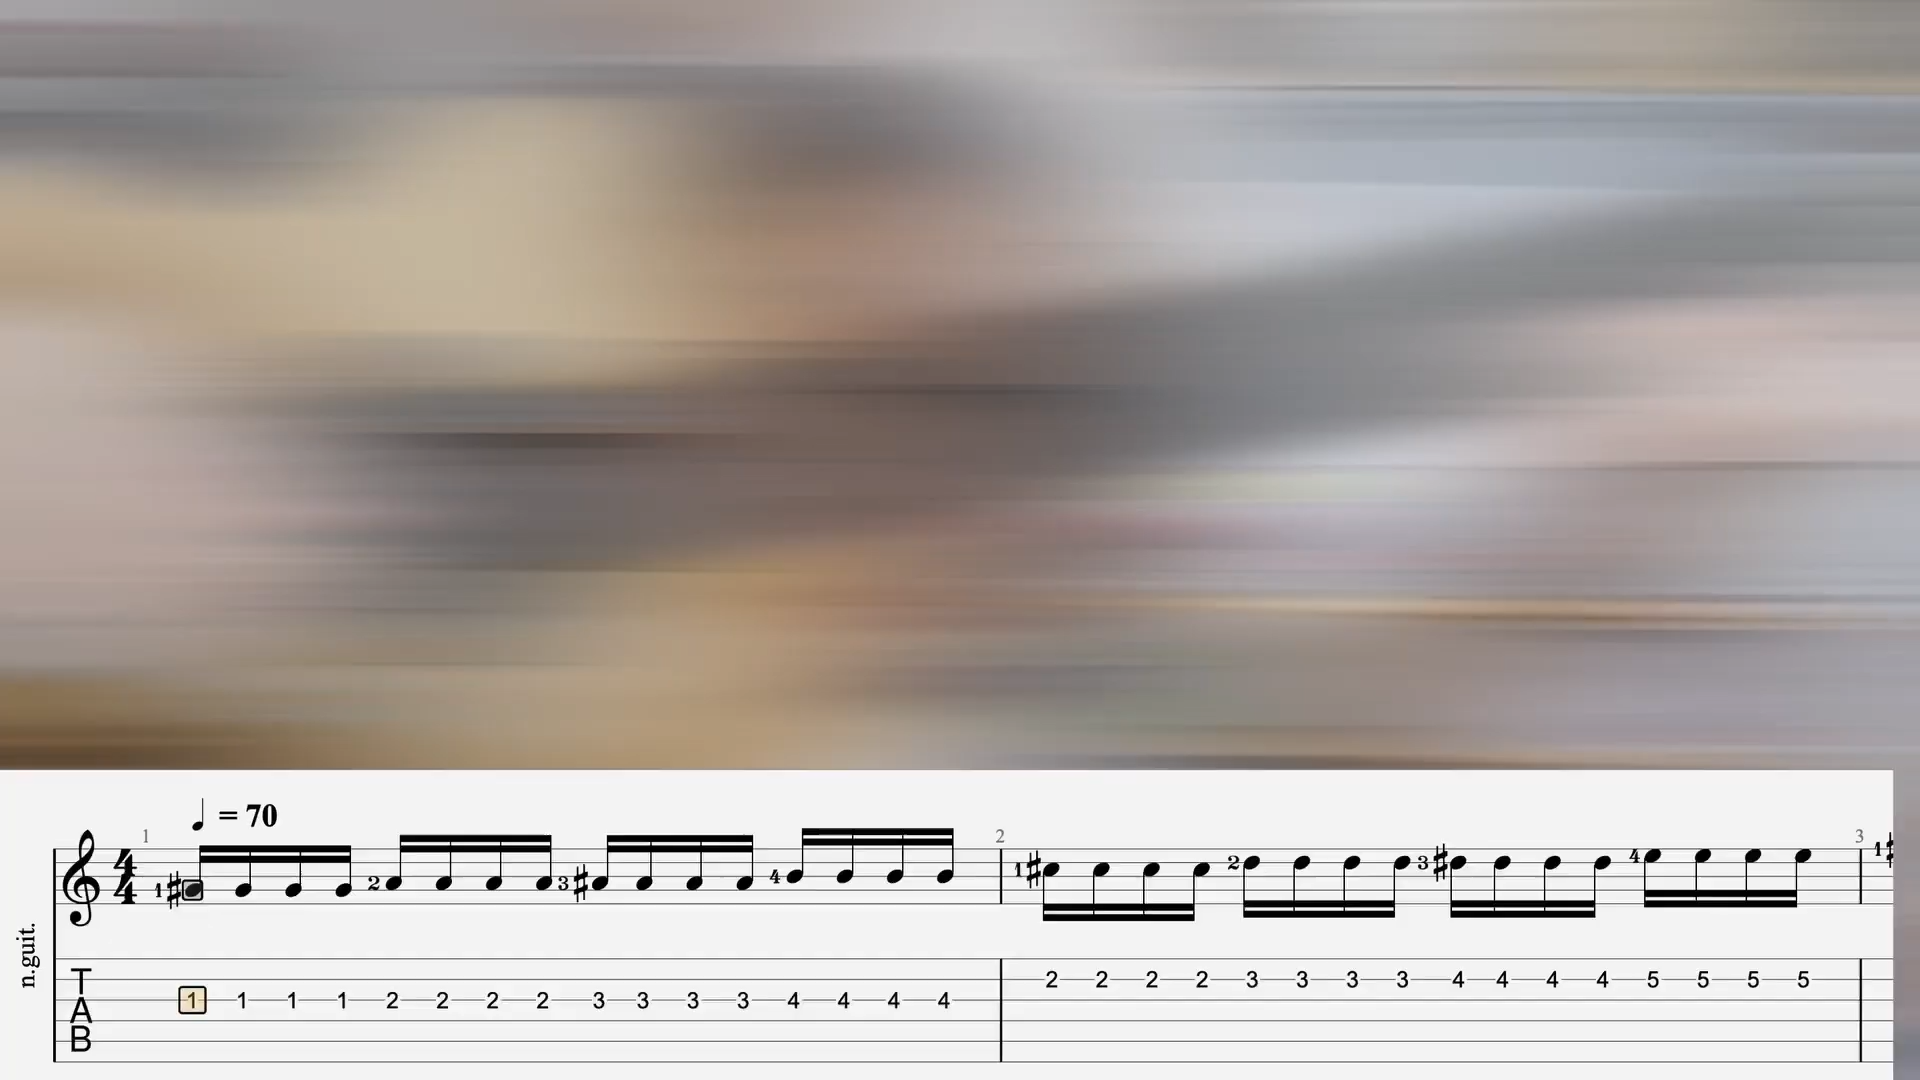 ♩ = 70
1 2 3
4 4
1 ♯ 2 3 ♯ 4 1 ♯ 2 3 ♯ 4 1 ♯
n.guit.
T 2 2 2 2 3 3 3 3 4 4 4 4 5 5 5 5
A 1 1 1 1 2 2 2 2 3 3 3 3 4 4 4 4
B